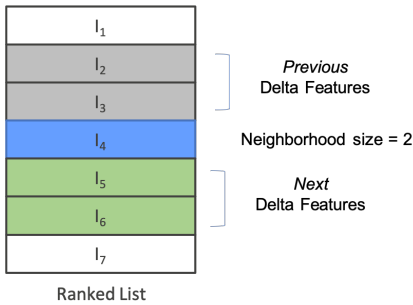 I1
I2
I3
I4
I5
I6
I7
Previous
Delta Features
Neighborhood size = 2
Next
Delta Features
Ranked List